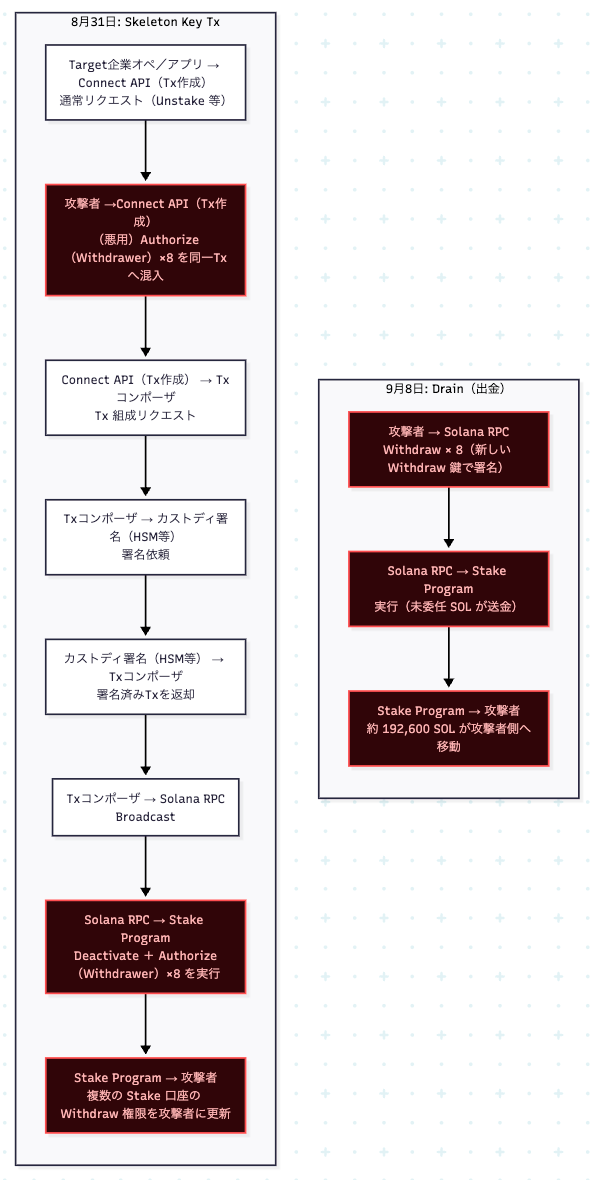 8月31日: Skeleton Key Tx
Target企業オペ／アプリ →
Connect API（Tx作成）
通常リクエスト（Unstake 等）
攻撃者 →Connect API（Tx作
成）
（悪用）Authorize
（Withdrawer）×8 を同一Tx
へ混入
Connect API（Tx作成） → Tx
コンポーザ
Tx 組成リクエスト
Txコンポーザ → カストディ署
名（HSM等）
署名依頼
カストディ署名（HSM等） →
Txコンポーザ
署名済みTxを返却
Txコンポーザ → Solana RPC
Broadcast
Solana RPC → Stake
Program
Deactivate ＋ Authorize
（Withdrawer）×8 を実行
Stake Program → 攻撃者
複数の Stake 口座の
Withdraw 権限を攻撃者に更新
9月8日: Drain（出金）
攻撃者 → Solana RPC
Withdraw × 8（新しい
Withdraw 鍵で署名）
Solana RPC → Stake
Program
実行（未委任 SOL が送金）
Stake Program → 攻撃者
約 192,600 SOL が攻撃者側へ
移動